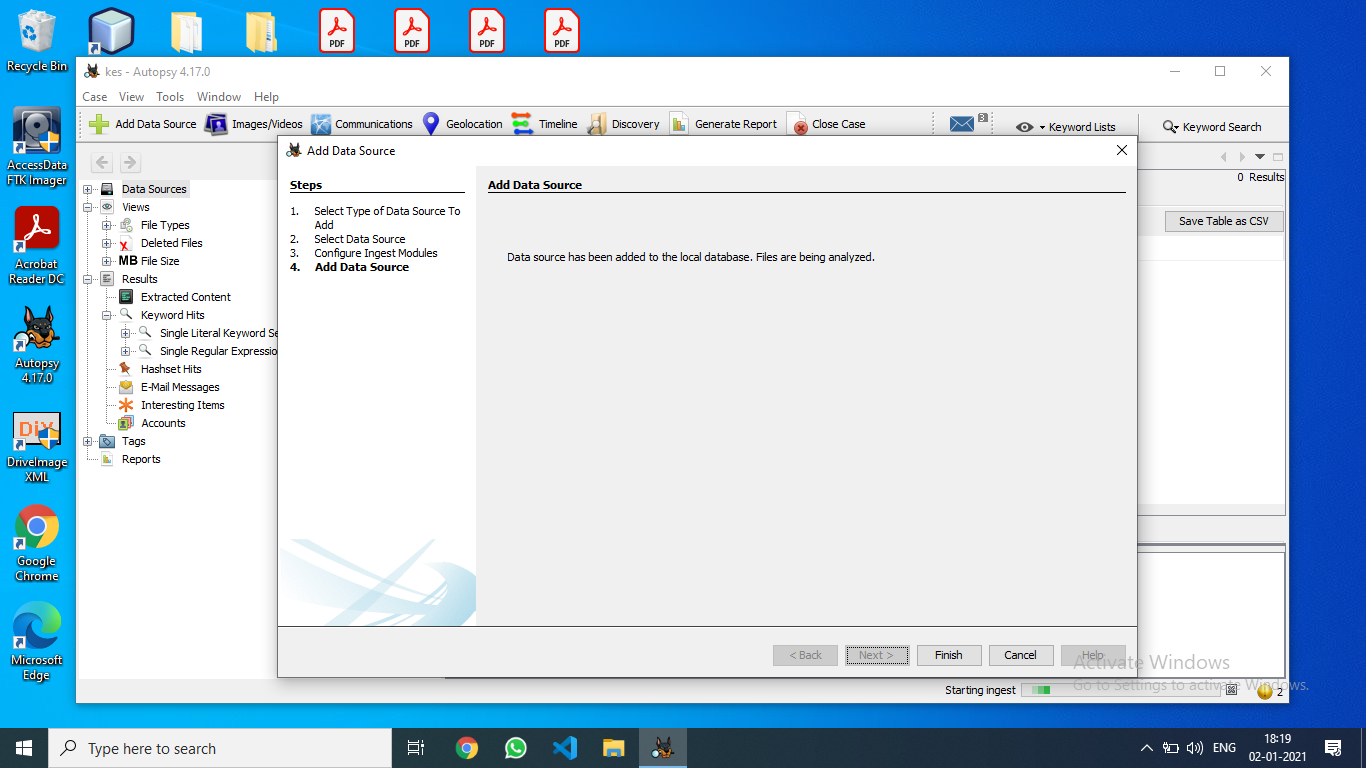 Recycle Bin
PDF
PDF
PDF
PDF
AccessData
FTK Imager
Acrobat
Reader DC
Autopsy
4.17.0
DiX
DriveImage
XML
Google
Chrome
Microsoft
Edge
kes - Autopsy 4.17.0
Case View Tools Window Help
Add Data Source Images/Videos Communications Geolocation Timeline Discovery Generate Report Close Case 3 Keyword Lists Keyword Search
Data Sources
Views
File Types
Deleted Files
MB File Size
Results
Extracted Content
Keyword Hits
Single Literal Keyword Se
Single Regular Expressio
Hashset Hits
E-Mail Messages
Interesting Items
Accounts
Tags
Reports
0 Results
Save Table as CSV
Add Data Source
Steps
1. Select Type of Data Source To
Add
2. Select Data Source
3. Configure Ingest Modules
4. Add Data Source
Add Data Source
Data source has been added to the local database. Files are being analyzed.
< Back Next > Finish Cancel Help
Activate Windows
Go to Settings to activate Windows.
Starting ingest 2
Type here to search
ENG
18:19
02-01-2021